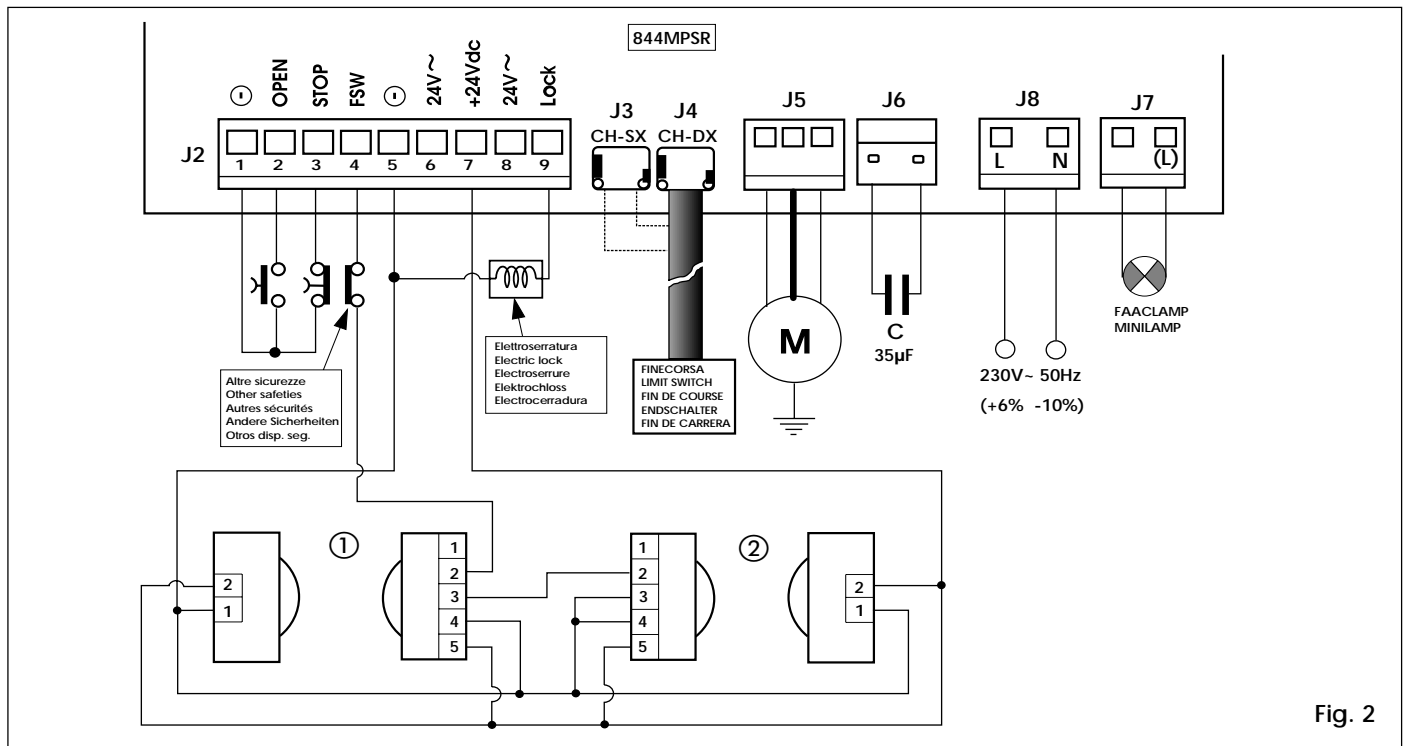 844MPSR
OPEN
STOP
FSW
24V~
+24Vdc
24V~
Lock
J2
1 2 3 4 5 6 7 8 9
J3
CH-SX
J4
CH-DX
J5
J6
J8
L N
J7
(L)
Altre sicurezze
Other safeties
Autres sécurités
Andere Sicherheiten
Otros disp. seg.
Elettroserratura
Electric lock
Electroserrure
Elektrochloss
Electrocerradura
FINECORSA
LIMIT SWITCH
FIN DE COURSE
ENDSCHALTER
FIN DE CARRERA
M
C
35µF
230V~ 50Hz
(+6% -10%)
FAACLAMP
MINILAMP
2
1
①
1
2
3
4
5
1
2
3
4
5
②
2
1
Fig. 2